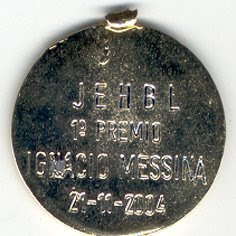 JEHBL
1º PREMIO
IGNACIO MESSINA
21-11-2004